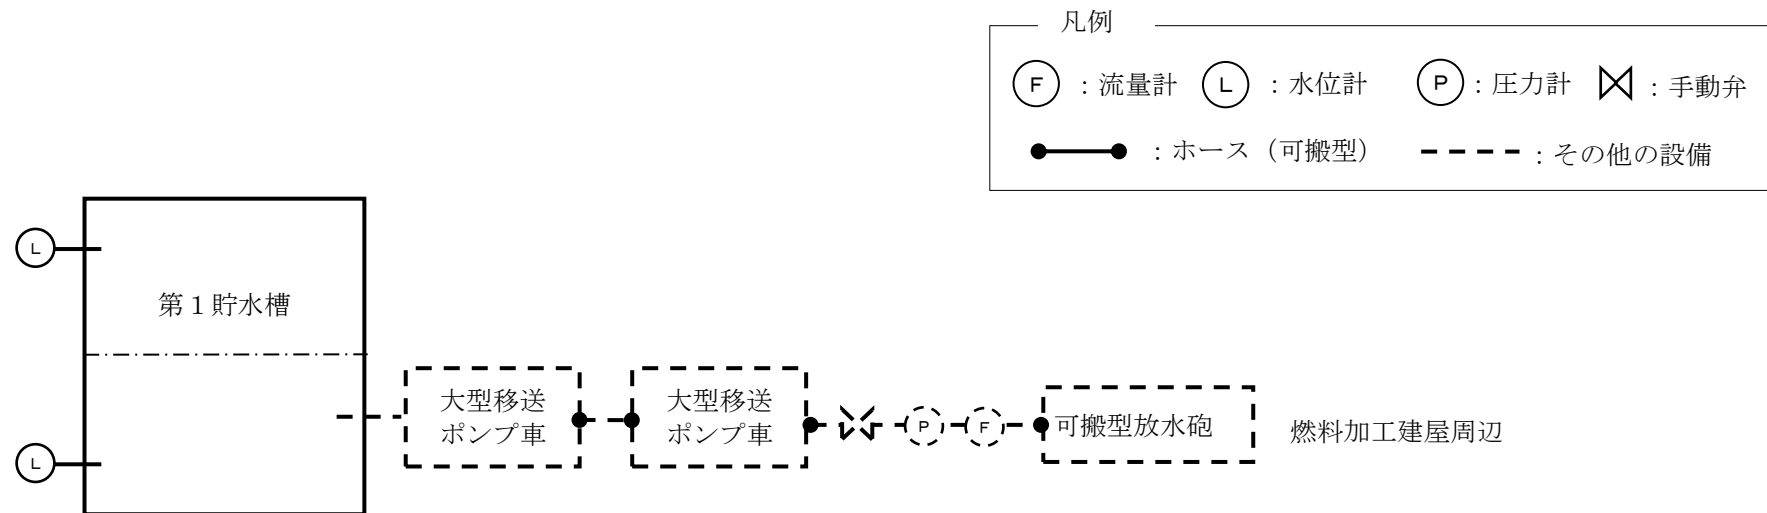 凡例
F ：流量計 L ：水位計 P ：圧力計 ：手動弁
：ホース（可搬型） ：その他の設備
L
第１貯水槽
大型移送
ポンプ車
大型移送
ポンプ車
P
F
可搬型放水砲
燃料加工建屋周辺
L